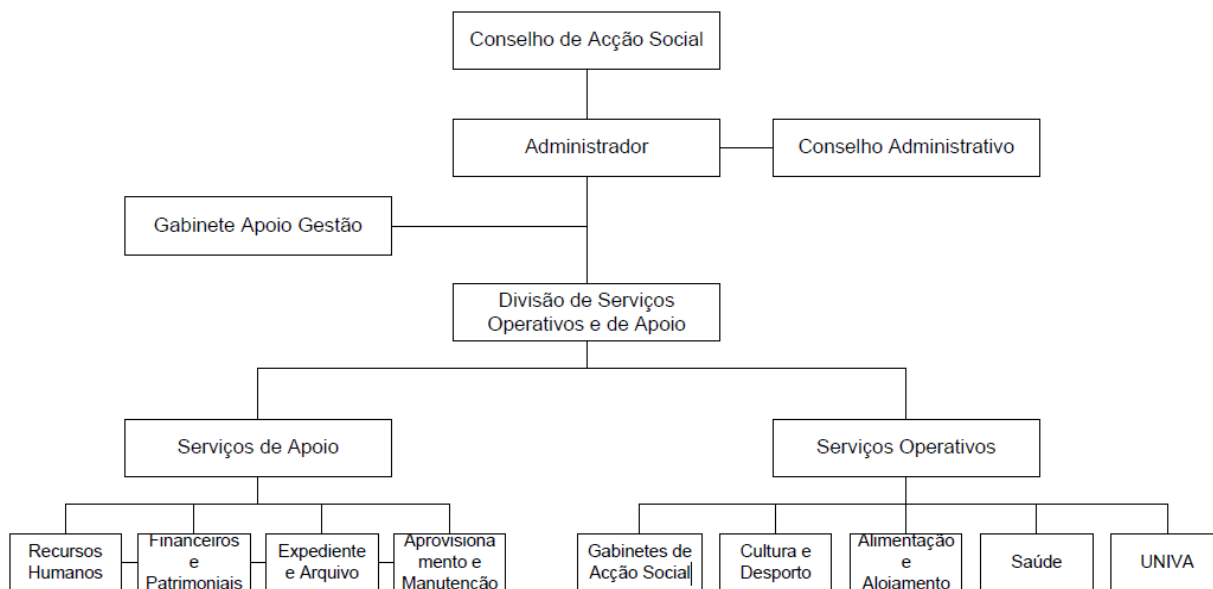 Conselho de Acção Social
Administrador
Conselho Administrativo
Gabinete Apoio Gestão
Divisão de Serviços
Operativos e de Apoio
Serviços de Apoio
Serviços Operativos
Recursos
Humanos
Financeiros
e
Patrimoniais
Expediente
e Arquivo
Aprovisiona
mento e
Manutenção
Gabinetes de
Acção Social
Cultura e
Desporto
Alimentação
e
Alojamento
Saúde
UNIVA